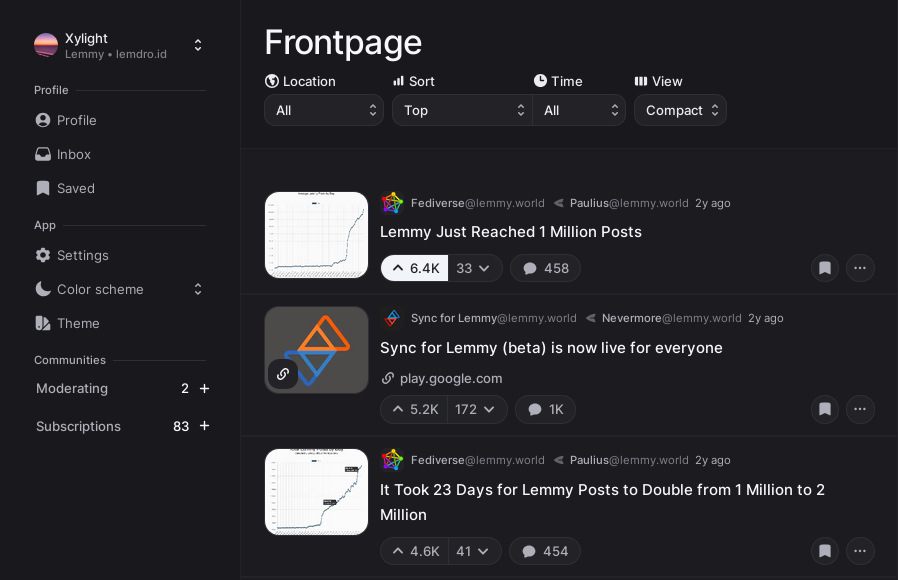 Xylight
Lemmy • lemdro.id
Profile
Profile
Inbox
Saved
App
Settings
Color scheme
Theme
Communities
Moderating 2 +
Subscriptions 83 +
Frontpage
Location Sort Time View
All Top All Compact
Fediverse@lemmy.world Paulius@lemmy.world 2y ago
Lemmy Just Reached 1 Million Posts
6.4K 33 458
Sync for Lemmy@lemmy.world Nevermore@lemmy.world 2y ago
Sync for Lemmy (beta) is now live for everyone
play.google.com
5.2K 172 1K
Fediverse@lemmy.world Paulius@lemmy.world 2y ago
It Took 23 Days for Lemmy Posts to Double from 1 Million to 2
Million
4.6K 41 454